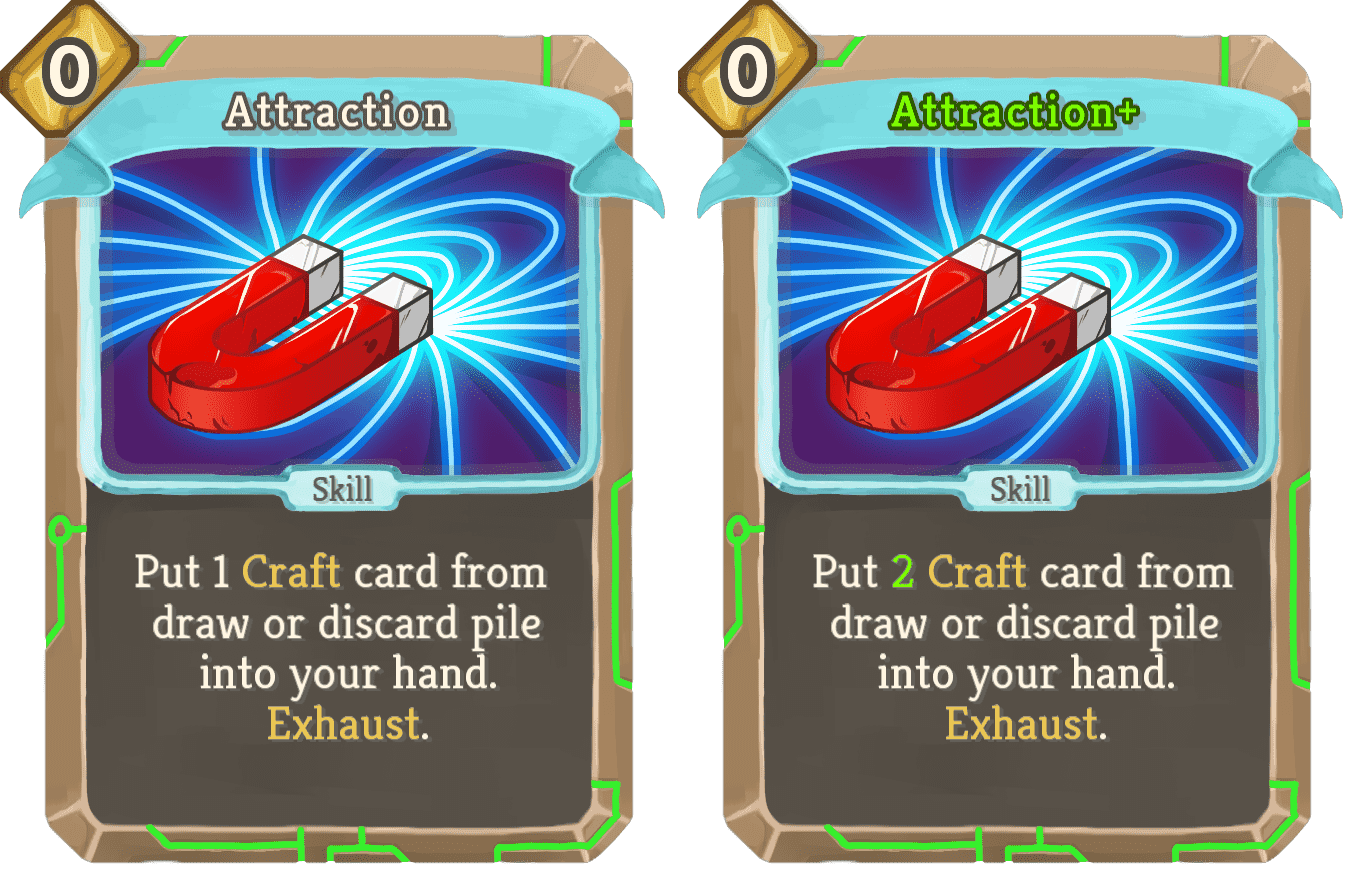 0
Attraction
Skill
Put 1 Craft card from
draw or discard pile
into your hand.
Exhaust.
0
Attraction+
Skill
Put 2 Craft card from
draw or discard pile
into your hand.
Exhaust.